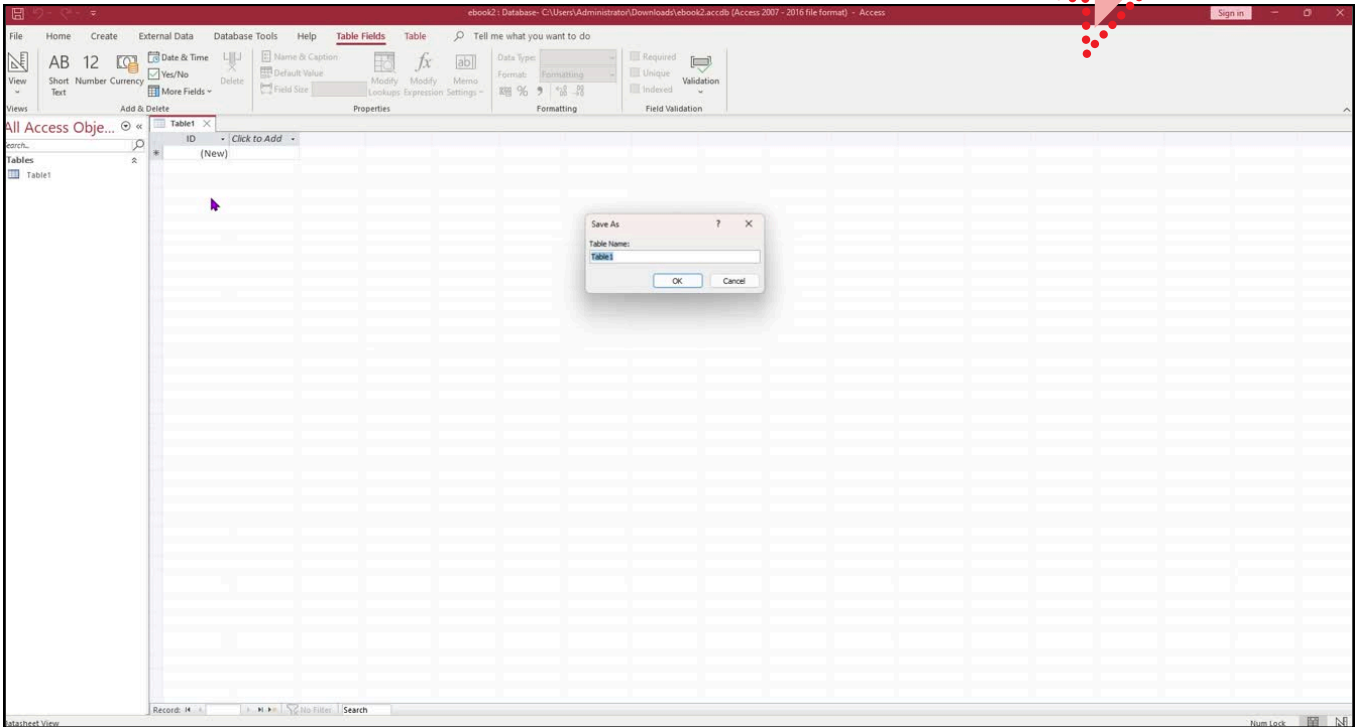 ebook2 : Database- C:\Users\Administrator\Downloads\ebook2.accdb (Access 2007 - 2016 file format) - Access
Sign in
File Home Create External Data Database Tools Help Table Fields Table Tell me what you want to do
View
AB Short Text
12 Number
Currency
Date & Time
Yes/No
More Fields
Delete
Name & Caption
Default Value
Field Size
Modify Lookups
fx Modify Expression
ab Memo Settings
Data Type:
Format: Formatting
%
Required
Unique
Indexed
Validation
Views Add & Delete Properties Formatting Field Validation
All Access Obje...
Table1
earch...
ID Click to Add
(New)
Tables
Table1
Save As ?
Table Name:
Table1
OK Cancel
Record: No Filter Search
Datasheet View
Num Lock